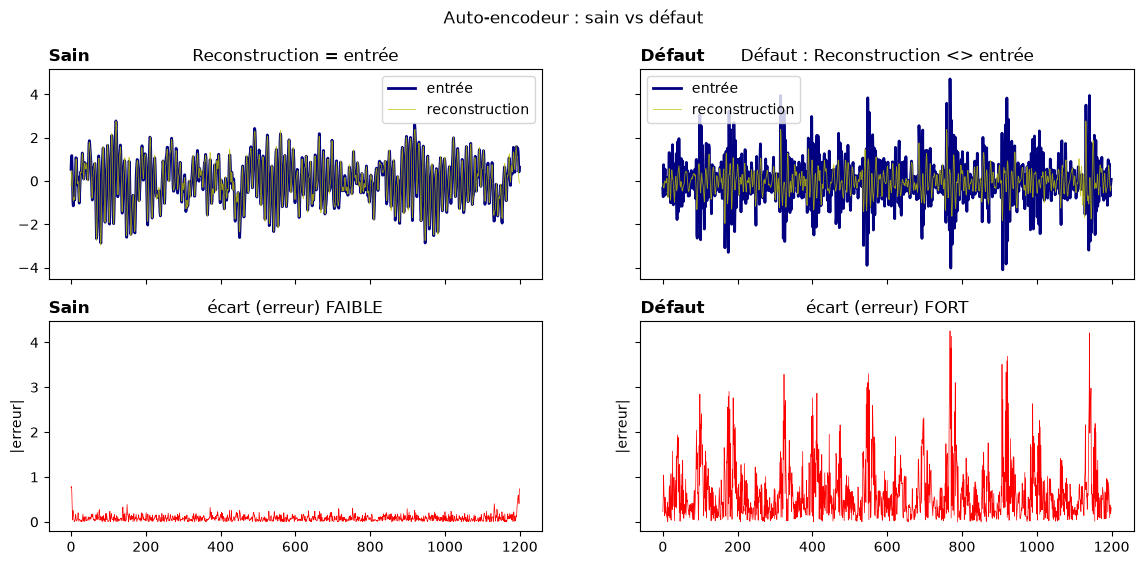 Auto-encodeur : sain vs défaut
Sain Reconstruction = entrée
Défaut Défaut : Reconstruction <> entrée
entrée
reconstruction
entrée
reconstruction
4
2
0
−2
−4
Sain écart (erreur) FAIBLE
Défaut écart (erreur) FORT
|erreur|
4
3
2
1
0
0 200 400 600 800 1000 1200
|erreur|
0 200 400 600 800 1000 1200